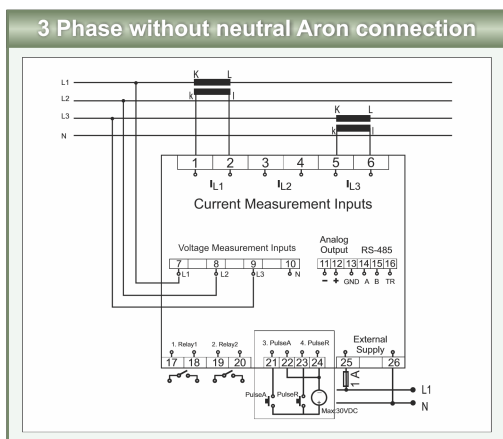 3 Phase without neutral Aron connection
K L
L1
k l
L2
K L
L3
k l
N
1 2 3 4 5 6
IL1 IL2 IL3
Current Measurement Inputs
Analog
Output RS-485
Voltage Measurement Inputs
7 8 9 10 11 12 13 14 15 16
L1 L2 L3 N - + GND A B TR
External
Supply
1. Relay1 2. Relay2 3. PulseA 4. PulseR
17 18 19 20 21 22 23 24 25 26
1 A
PulseA PulseR - +
L1
Max:30VDC
N